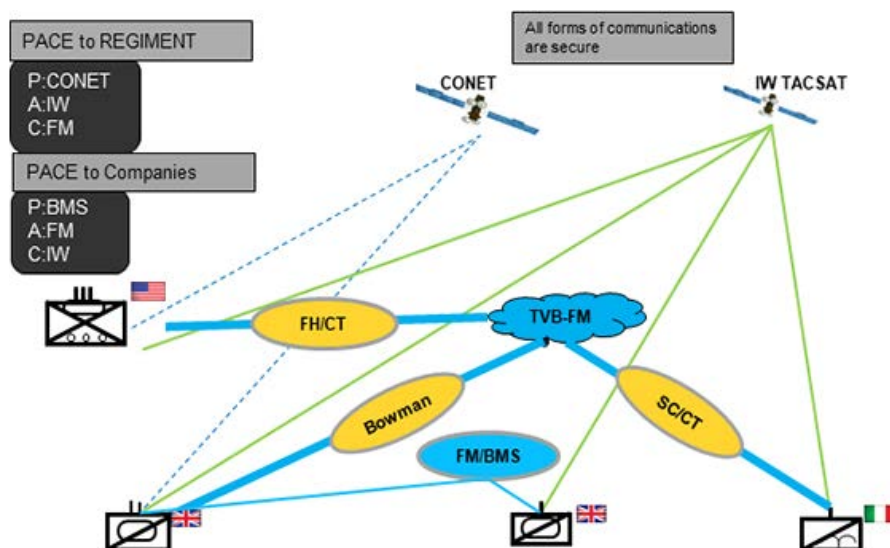 PACE to REGIMENT
P:CONET
A:IW
C:FM
PACE to Companies
P:BMS
A:FM
C:IW
All forms of communications
are secure
CONET
IW TACSAT
FH/CT
TVB-FM
Bowman
SC/CT
FM/BMS